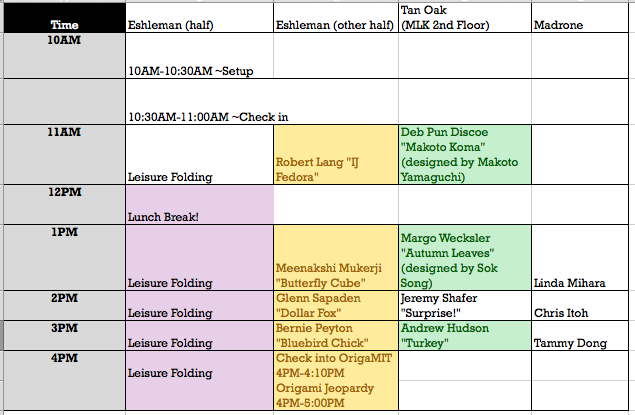 Time
Eshleman (half)
Eshleman (other half)
Tan Oak
(MLK 2nd Floor)
Madrone
10AM
10AM-10:30AM ~Setup
10:30AM-11:00AM ~Check in
11AM
Leisure Folding
Robert Lang "IJ
Fedora"
Deb Pun Discoe
"Makoto Koma"
(designed by Makoto
Yamaguchi)
12PM
Lunch Break!
1PM
Leisure Folding
Meenakshi Mukerji
"Butterfly Cube"
Margo Wecksler
"Autumn Leaves"
(designed by Sok
Song)
Linda Mihara
2PM
Leisure Folding
Glenn Sapaden
"Dollar Fox"
Jeremy Shafer
"Surprise!"
Chris Itoh
3PM
Leisure Folding
Bernie Peyton
"Bluebird Chick"
Andrew Hudson
"Turkey"
Tammy Dong
4PM
Leisure Folding
Check into OrigaMIT
4PM-4:10PM
Origami Jeopardy
4PM-5:00PM